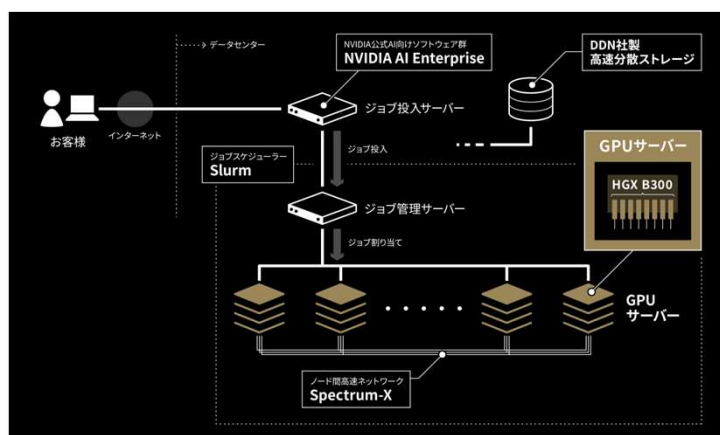 データセンター
NVIDIA公式AI向けソフトウェア群
NVIDIA AI Enterprise
DDN社製
高速分散ストレージ
お客様
インターネット
ジョブ投入サーバー
ジョブ投入
ジョブスケジューラー
Slurm
GPUサーバー
HGX B300
ジョブ管理サーバー
ジョブ割り当て
GPU
サーバー
ノード間高速ネットワーク
Spectrum-X